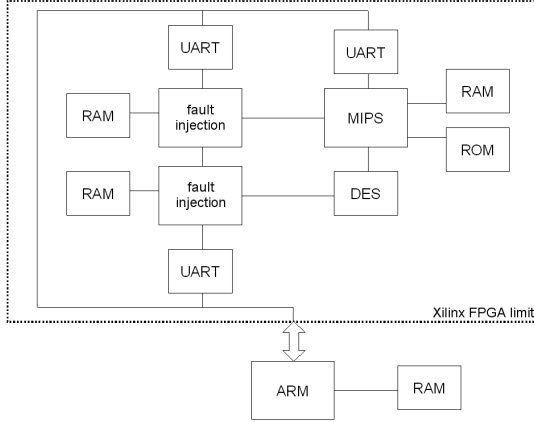 UART
UART
RAM
fault
injection
MIPS
RAM
ROM
RAM
fault
injection
DES
UART
Xilinx FPGA limit
ARM
RAM